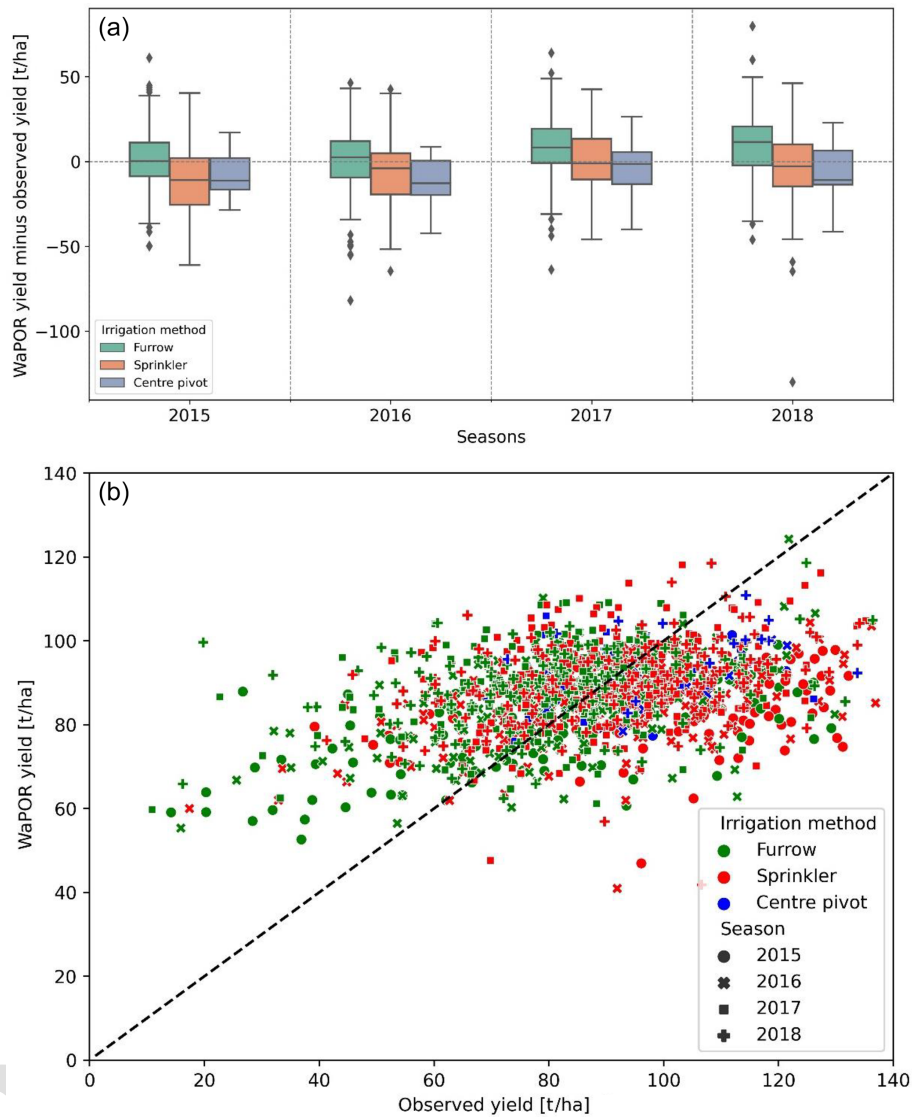 (a)
WaPOR yield minus observed yield [t/ha]
50
0
−50
−100
Irrigation method
Furrow
Sprinkler
Centre pivot
2015
2016
2017
2018
Seasons
(b)
WaPOR yield [t/ha]
140
120
100
80
60
40
20
0
Irrigation method
Furrow
Sprinkler
Centre pivot
Season
2015
2016
2017
2018
0
20
40
60
80
100
120
140
Observed yield [t/ha]